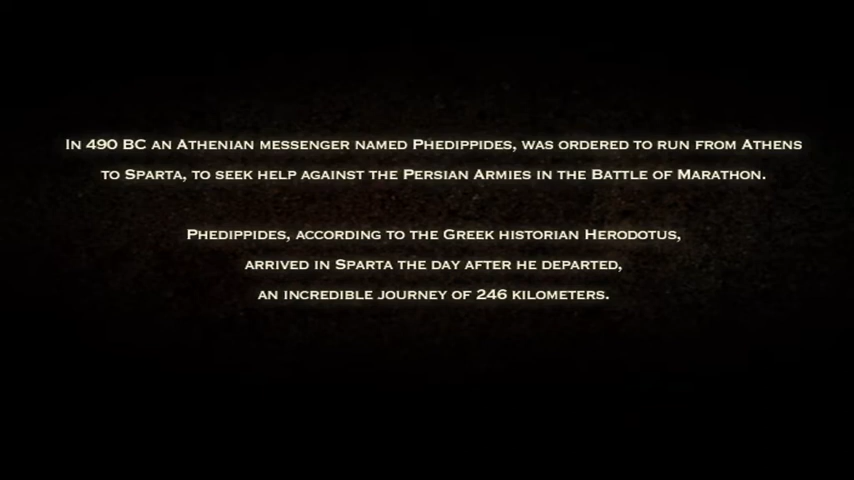 In 490 BC an Athenian messenger named Phedippides, was ordered to run from Athens
to Sparta, to seek help against the Persian Armies in the Battle of Marathon.
Phedippides, according to the Greek historian Herodotus,
arrived in Sparta the day after he departed,
an incredible journey of 246 kilometers.